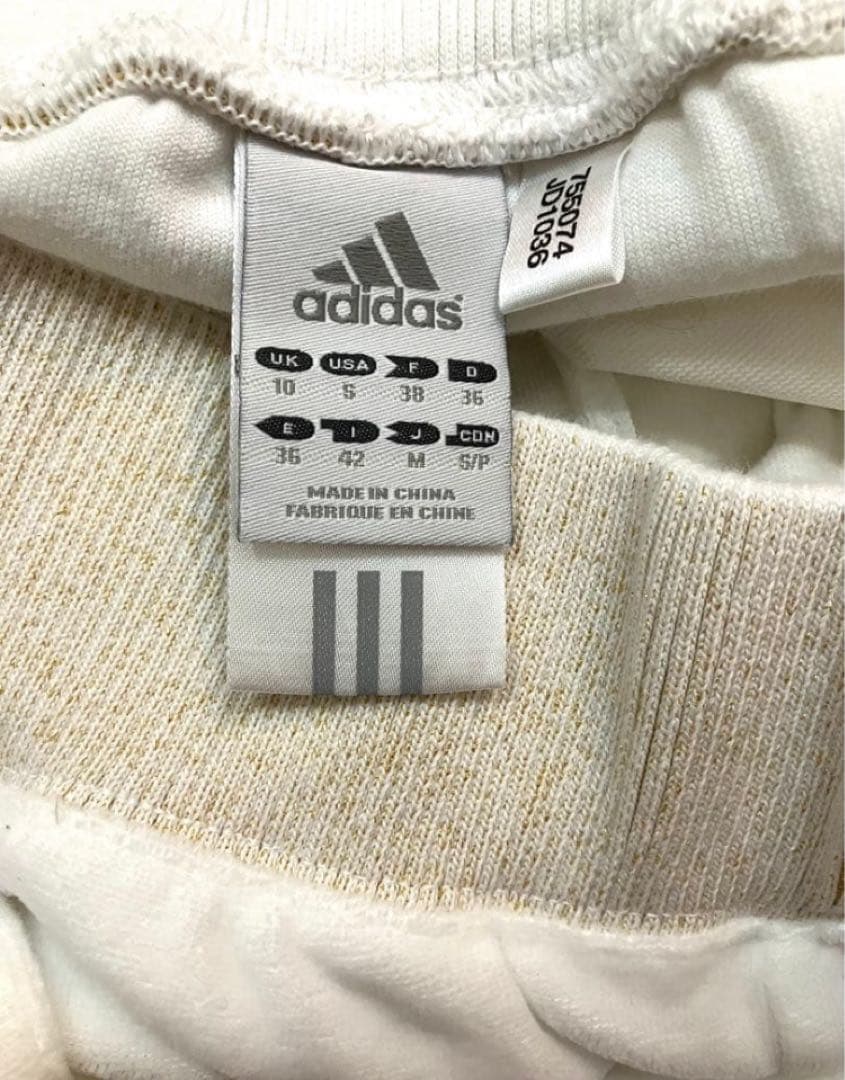 adidas
UK USA F D
10 S 38 36
E I J CDN
36 42 M S/P
MADE IN CHINA
FABRIQUE EN CHINE
755074
JD1036